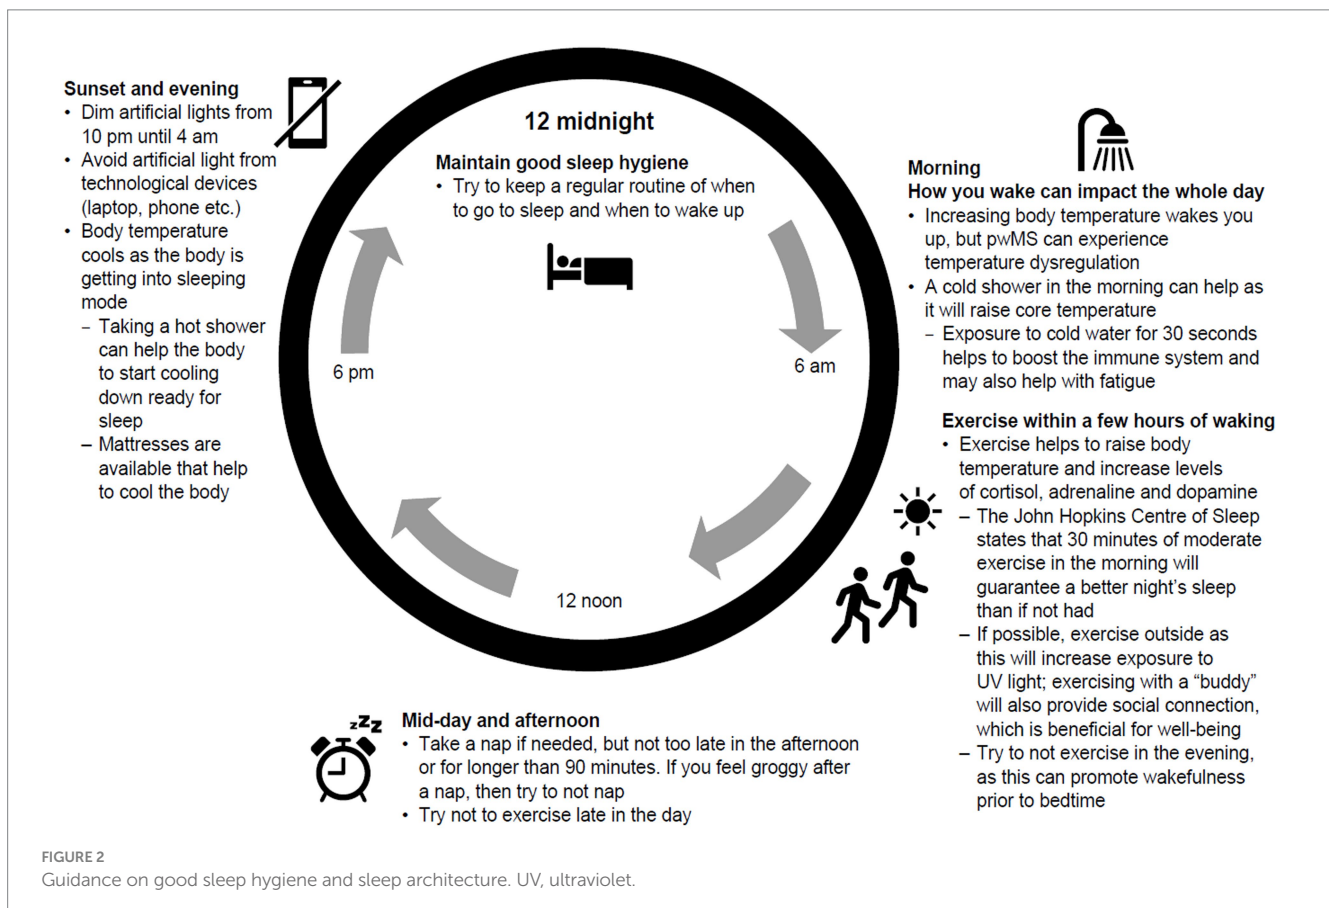 Sunset and evening
• Dim artificial lights from
10 pm until 4 am
• Avoid artificial light from
technological devices
(laptop, phone etc.)
• Body temperature
cools as the body is
getting into sleeping
mode
– Taking a hot shower
can help the body
to start cooling
down ready for
sleep
– Mattresses are
available that help
to cool the body
12 midnight
Maintain good sleep hygiene
• Try to keep a regular routine of when
to go to sleep and when to wake up
6 pm
6 am
12 noon
Morning
How you wake can impact the whole day
• Increasing body temperature wakes you
up, but pwMS can experience
temperature dysregulation
• A cold shower in the morning can help as
it will raise core temperature
– Exposure to cold water for 30 seconds
helps to boost the immune system and
may also help with fatigue
Exercise within a few hours of waking
• Exercise helps to raise body
temperature and increase levels
of cortisol, adrenaline and dopamine
– The John Hopkins Centre of Sleep
states that 30 minutes of moderate
exercise in the morning will
guarantee a better night's sleep
than if not had
– If possible, exercise outside as
this will increase exposure to
UV light; exercising with a “buddy”
will also provide social connection,
which is beneficial for well-being
– Try to not exercise in the evening,
as this can promote wakefulness
prior to bedtime
zzz
Mid-day and afternoon
• Take a nap if needed, but not too late in the afternoon
or for longer than 90 minutes. If you feel groggy after
a nap, then try to not nap
• Try not to exercise late in the day
FIGURE 2
Guidance on good sleep hygiene and sleep architecture. UV, ultraviolet.